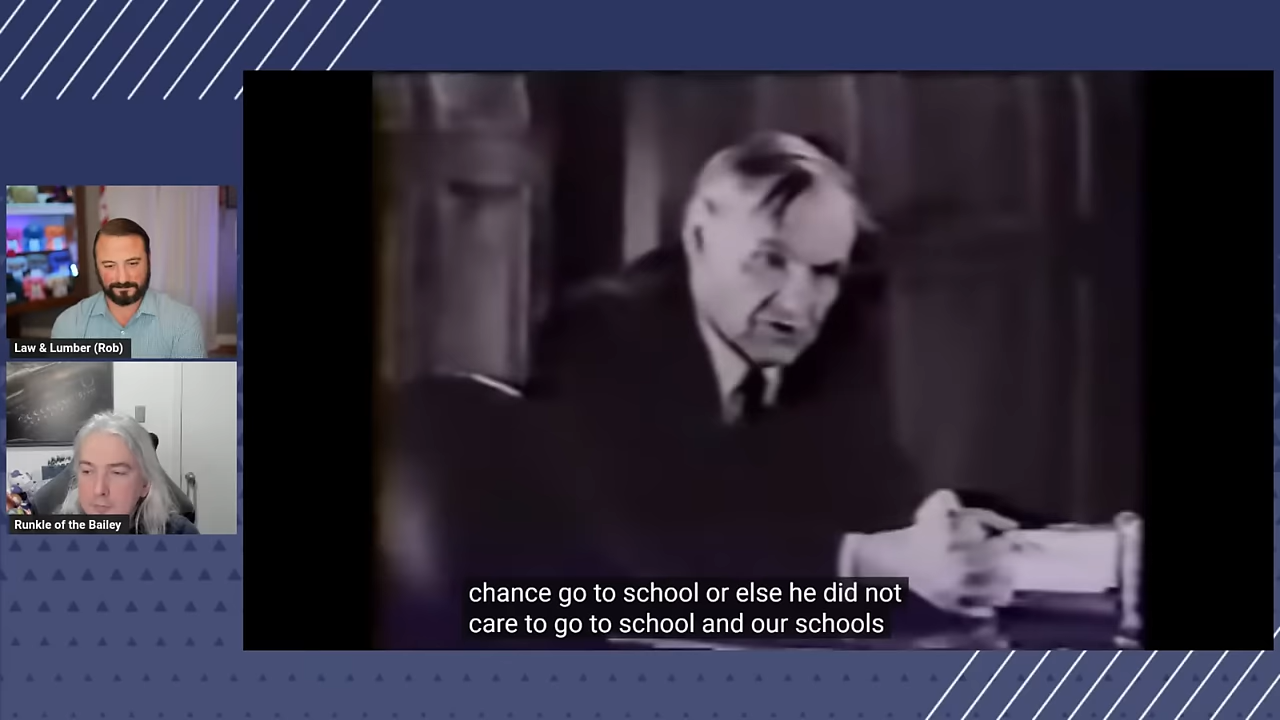 Law & Lumber (Rob)
Runkle of the Bailey
chance go to school or else he did not
care to go to school and our schools